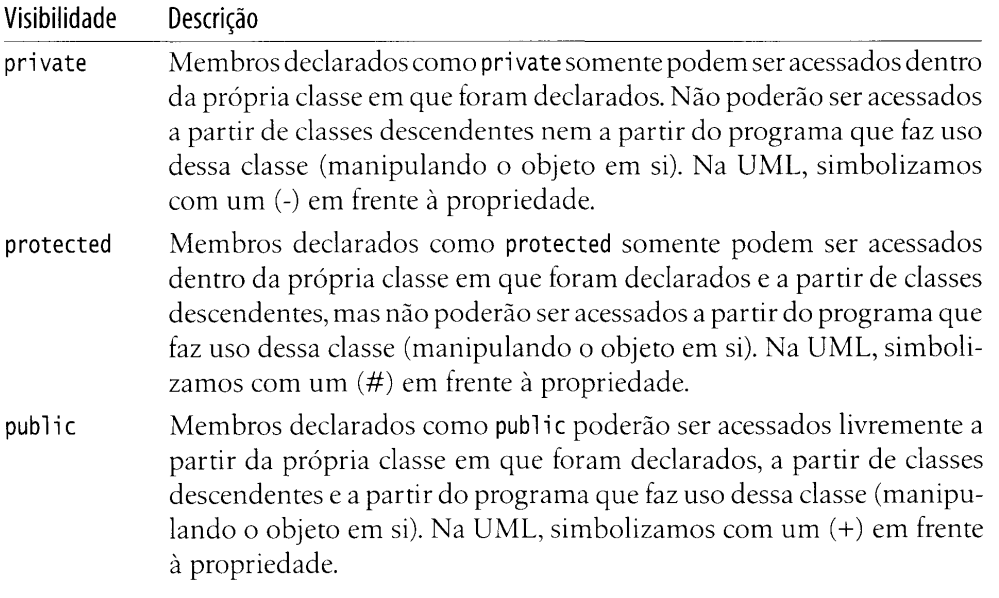 Visibilidade Descrição
private Membros declarados como private somente podem ser acessados dentro
da própria classe em que foram declarados. Não poderão ser acessados
a partir de classes descendentes nem a partir do programa que faz uso
dessa classe (manipulando o objeto em si). Na UML, simbolizamos
com um (-) em frente à propriedade.
protected Membros declarados como protected somente podem ser acessados
dentro da própria classe em que foram declarados e a partir de classes
descendentes, mas não poderão ser acessados a partir do programa que
faz uso dessa classe (manipulando o objeto em si). Na UML, simboli-
zamos com um (#) em frente à propriedade.
public Membros declarados como public poderão ser acessados livremente a
partir da própria classe em que foram declarados, a partir de classes
descendentes e a partir do programa que faz uso dessa classe (manipu-
lando o objeto em si). Na UML, simbolizamos com um (+) em frente
à propriedade.